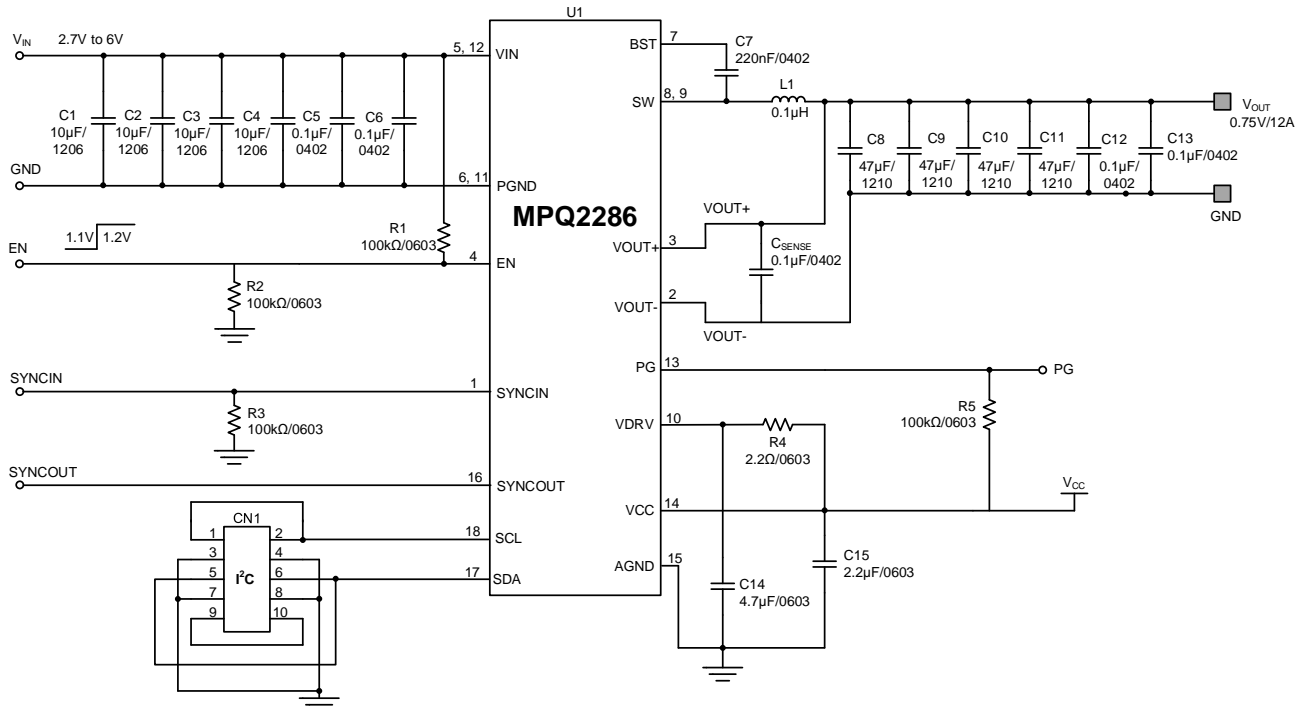 U1
V_IN 2.7V to 6V
5, 12 VIN
C1
10µF/
1206
C2
10µF/
1206
C3
10µF/
1206
C4
10µF/
1206
C5
0.1µF/
0402
C6
0.1µF/
0402
GND
6, 11 PGND
MPQ2286
R1
100kΩ/0603
1.1V 1.2V
EN
4 EN
R2
100kΩ/0603
SYNCIN
1 SYNCIN
R3
100kΩ/0603
SYNCOUT
16 SYNCOUT
CN1
1 2
3 4
5 6
7 8
9 10
I²C
18 SCL
17 SDA
BST 7
C7
220nF/0402
SW 8, 9
L1
0.1µH
C8
47µF/
1210
C9
47µF/
1210
C10
47µF/
1210
C11
47µF/
1210
C12
0.1µF/
0402
C13
0.1µF/0402
V_OUT
0.75V/12A
GND
VOUT+
VOUT+ 3
C_SENSE
0.1µF/0402
VOUT- 2
VOUT-
PG 13
PG
R5
100kΩ/0603
VDRV 10
R4
2.2Ω/0603
V_CC
VCC 14
AGND 15
C15
2.2µF/0603
C14
4.7µF/0603